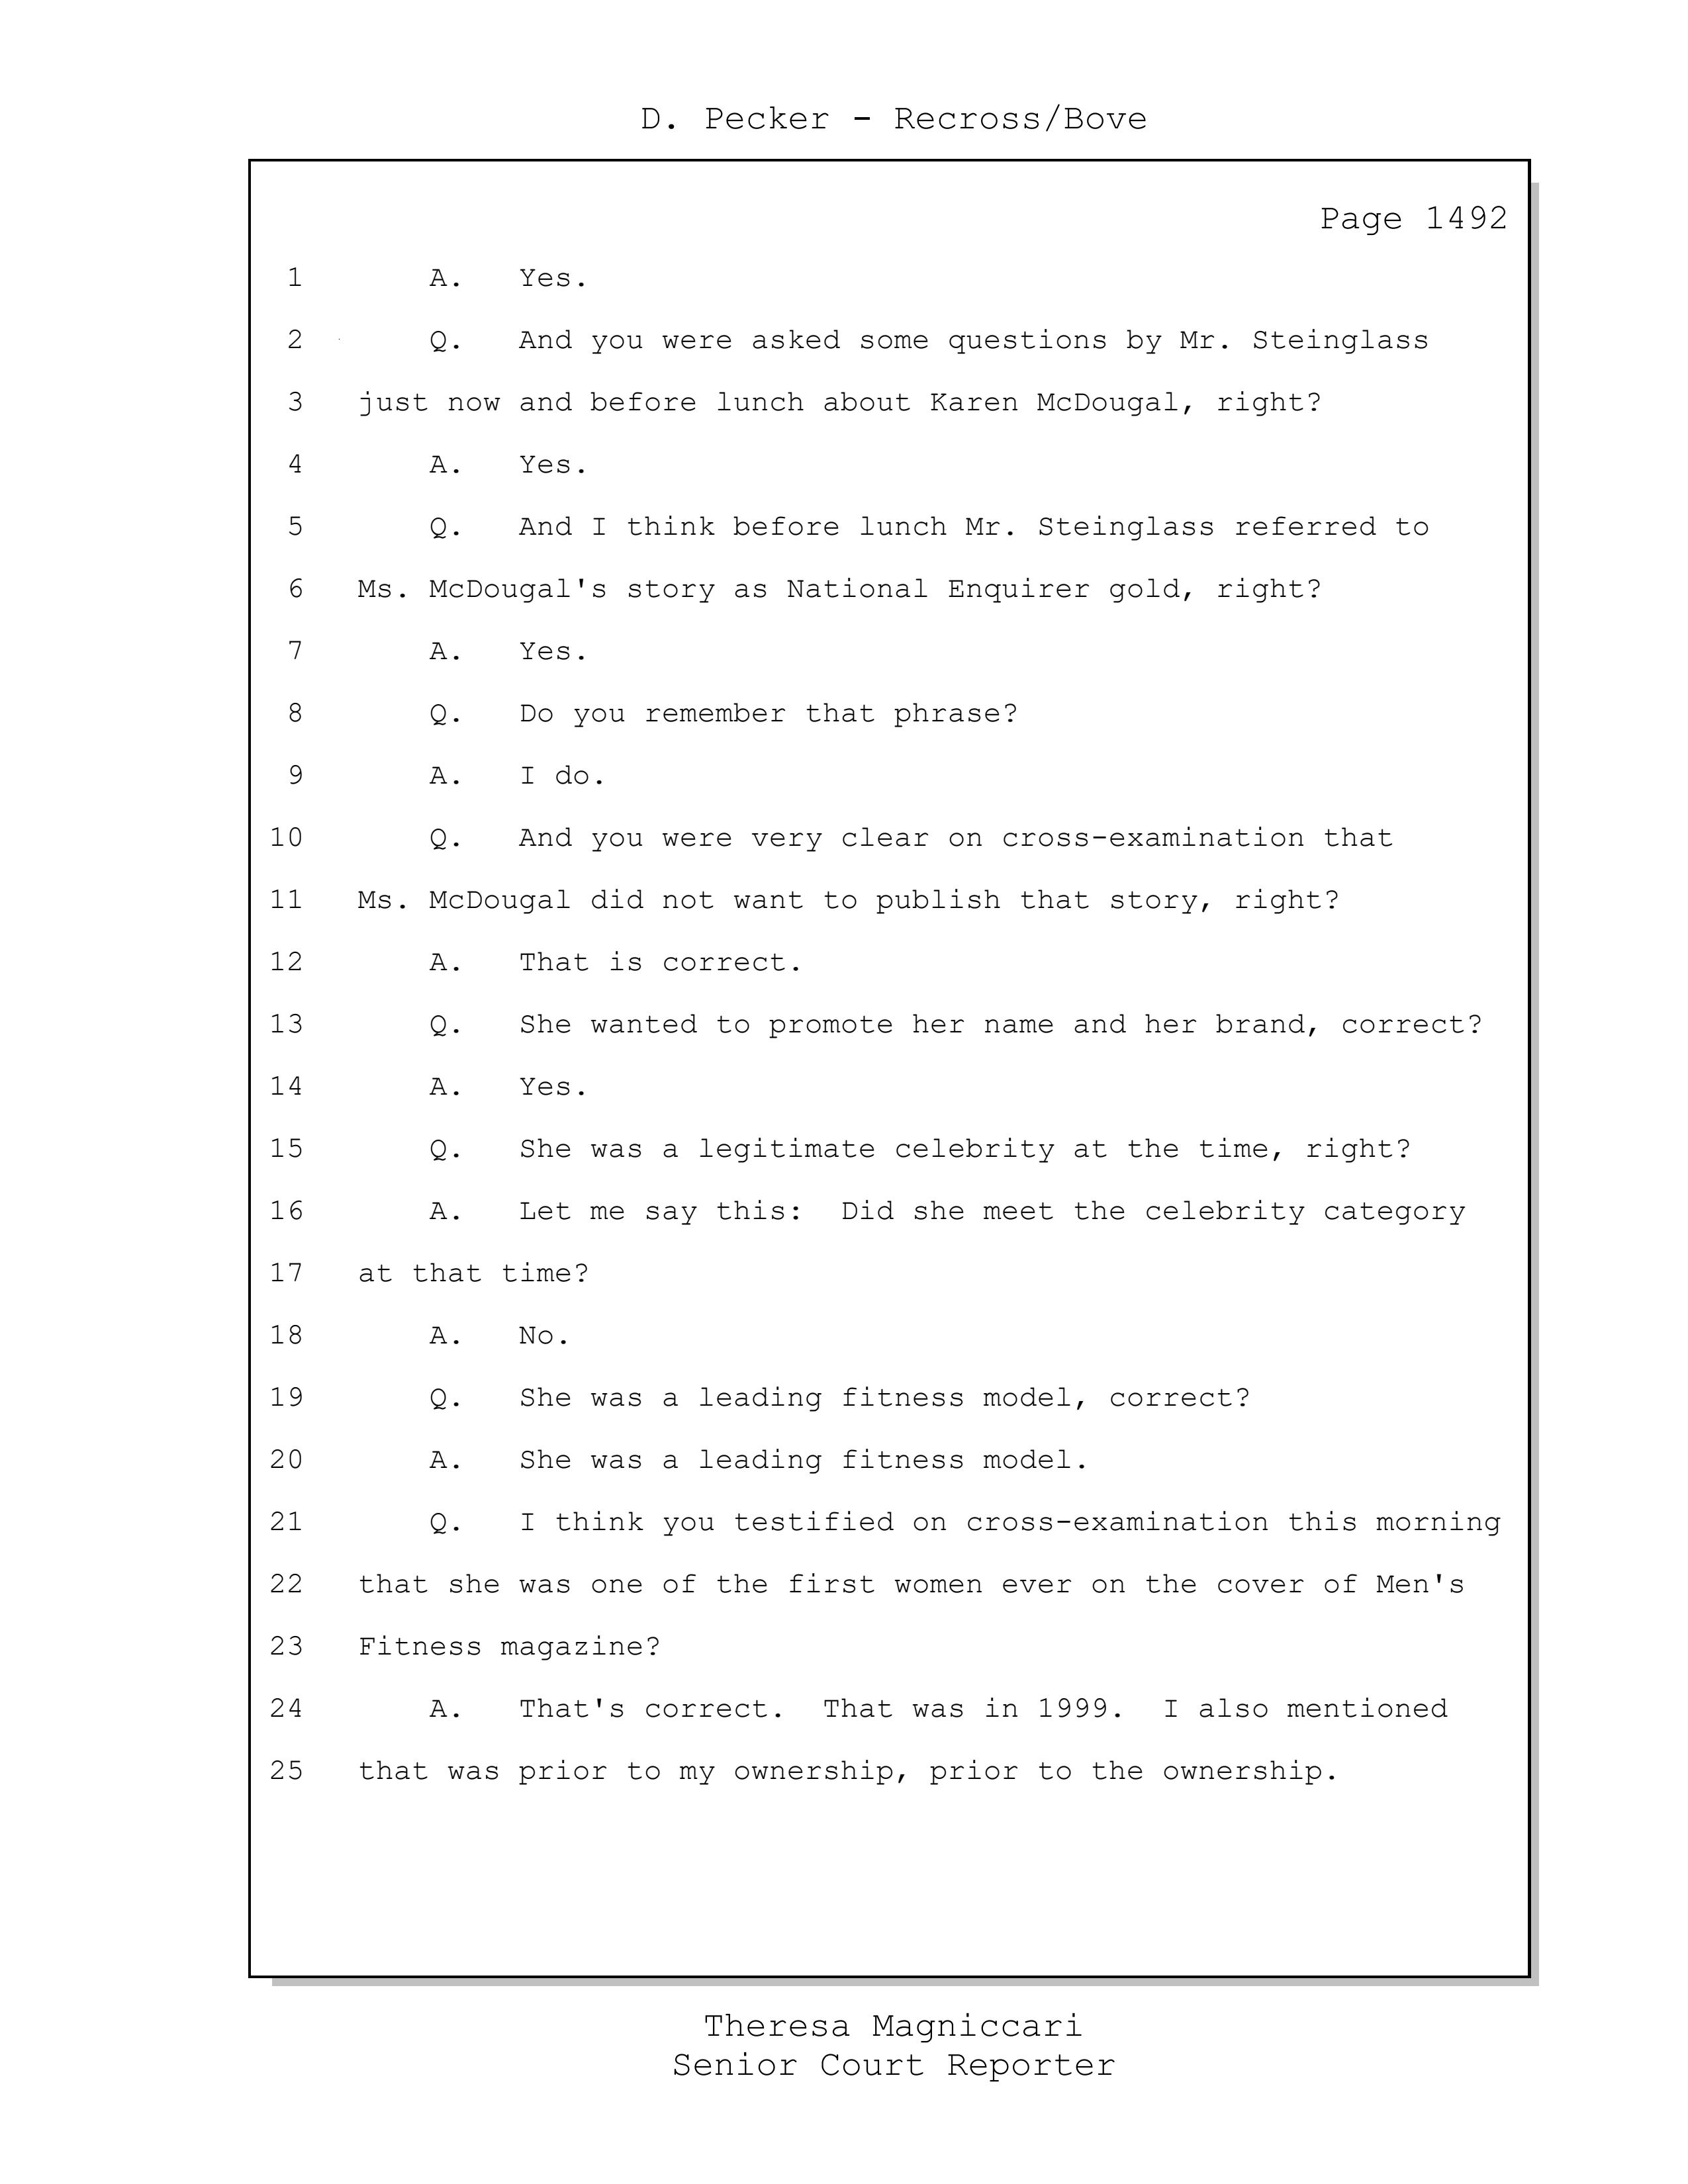 D. Pecker - Recross/Bove
Page 1492
1 A. Yes.
2 Q. And you were asked some questions by Mr. Steinglass
3 just now and before lunch about Karen McDougal, right?
4 A. Yes.
5 Q. And I think before lunch Mr. Steinglass referred to
6 Ms. McDougal's story as National Enquirer gold, right?
7 A. Yes.
8 Q. Do you remember that phrase?
9 A. I do.
10 Q. And you were very clear on cross-examination that
11 Ms. McDougal did not want to publish that story, right?
12 A. That is correct.
13 Q. She wanted to promote her name and her brand, correct?
14 A. Yes.
15 Q. She was a legitimate celebrity at the time, right?
16 A. Let me say this: Did she meet the celebrity category
17 at that time?
18 A. No.
19 Q. She was a leading fitness model, correct?
20 A. She was a leading fitness model.
21 Q. I think you testified on cross-examination this morning
22 that she was one of the first women ever on the cover of Men's
23 Fitness magazine?
24 A. That's correct. That was in 1999. I also mentioned
25 that was prior to my ownership, prior to the ownership.
Theresa Magniccari
Senior Court Reporter